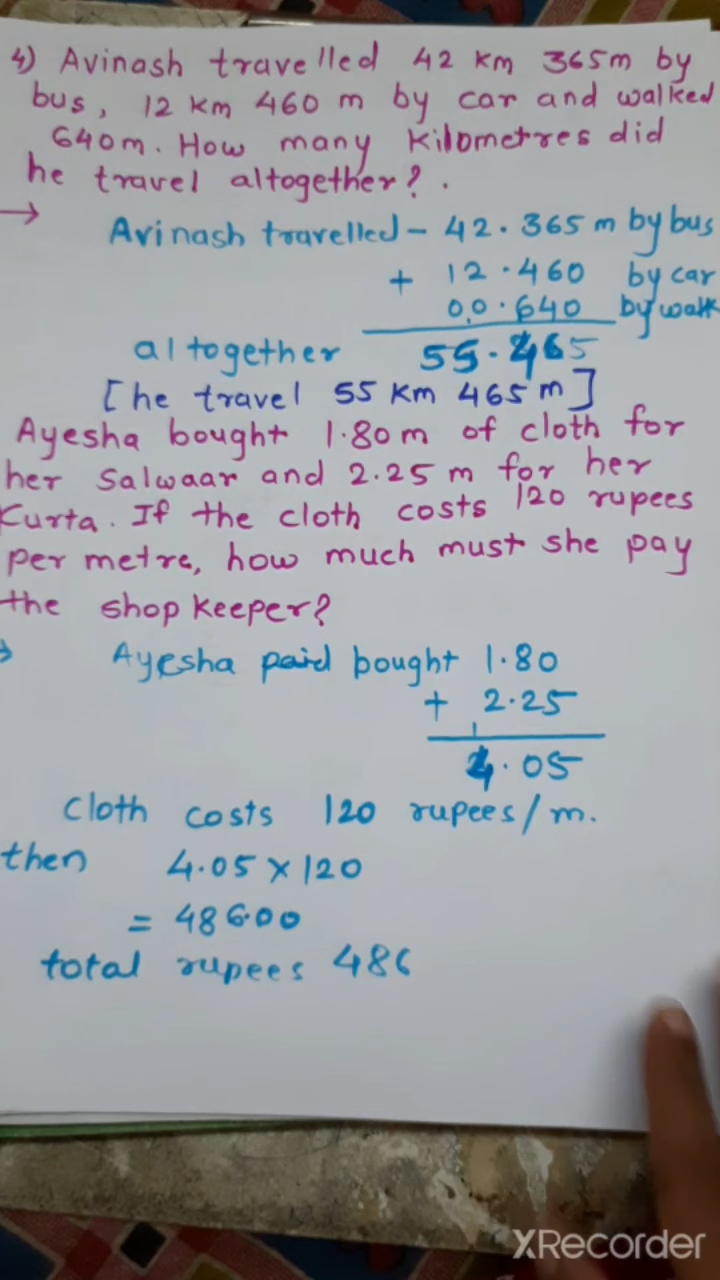 4) Avinash travelled 42 km 365m by
bus, 12 km 460 m by car and walked
640m. How many kilometres did
he travel altogether?.
→ Avinash travelled - 42.365 m by bus
+ 12.460 by car
00.640 by walk
altogether 55.465
[he travel 55 km 465 m]
Ayesha bought 1.80 m of cloth for
her Salwaar and 2.25 m for her
Kurta. If the cloth costs 120 rupees
per metre, how much must she pay
the shop keeper?
Ayesha paid bought 1.80
+ 2.25
4.05
cloth costs 120 rupees/m.
then 4.05 × 120
= 486.00
total rupees 486
XRecorder